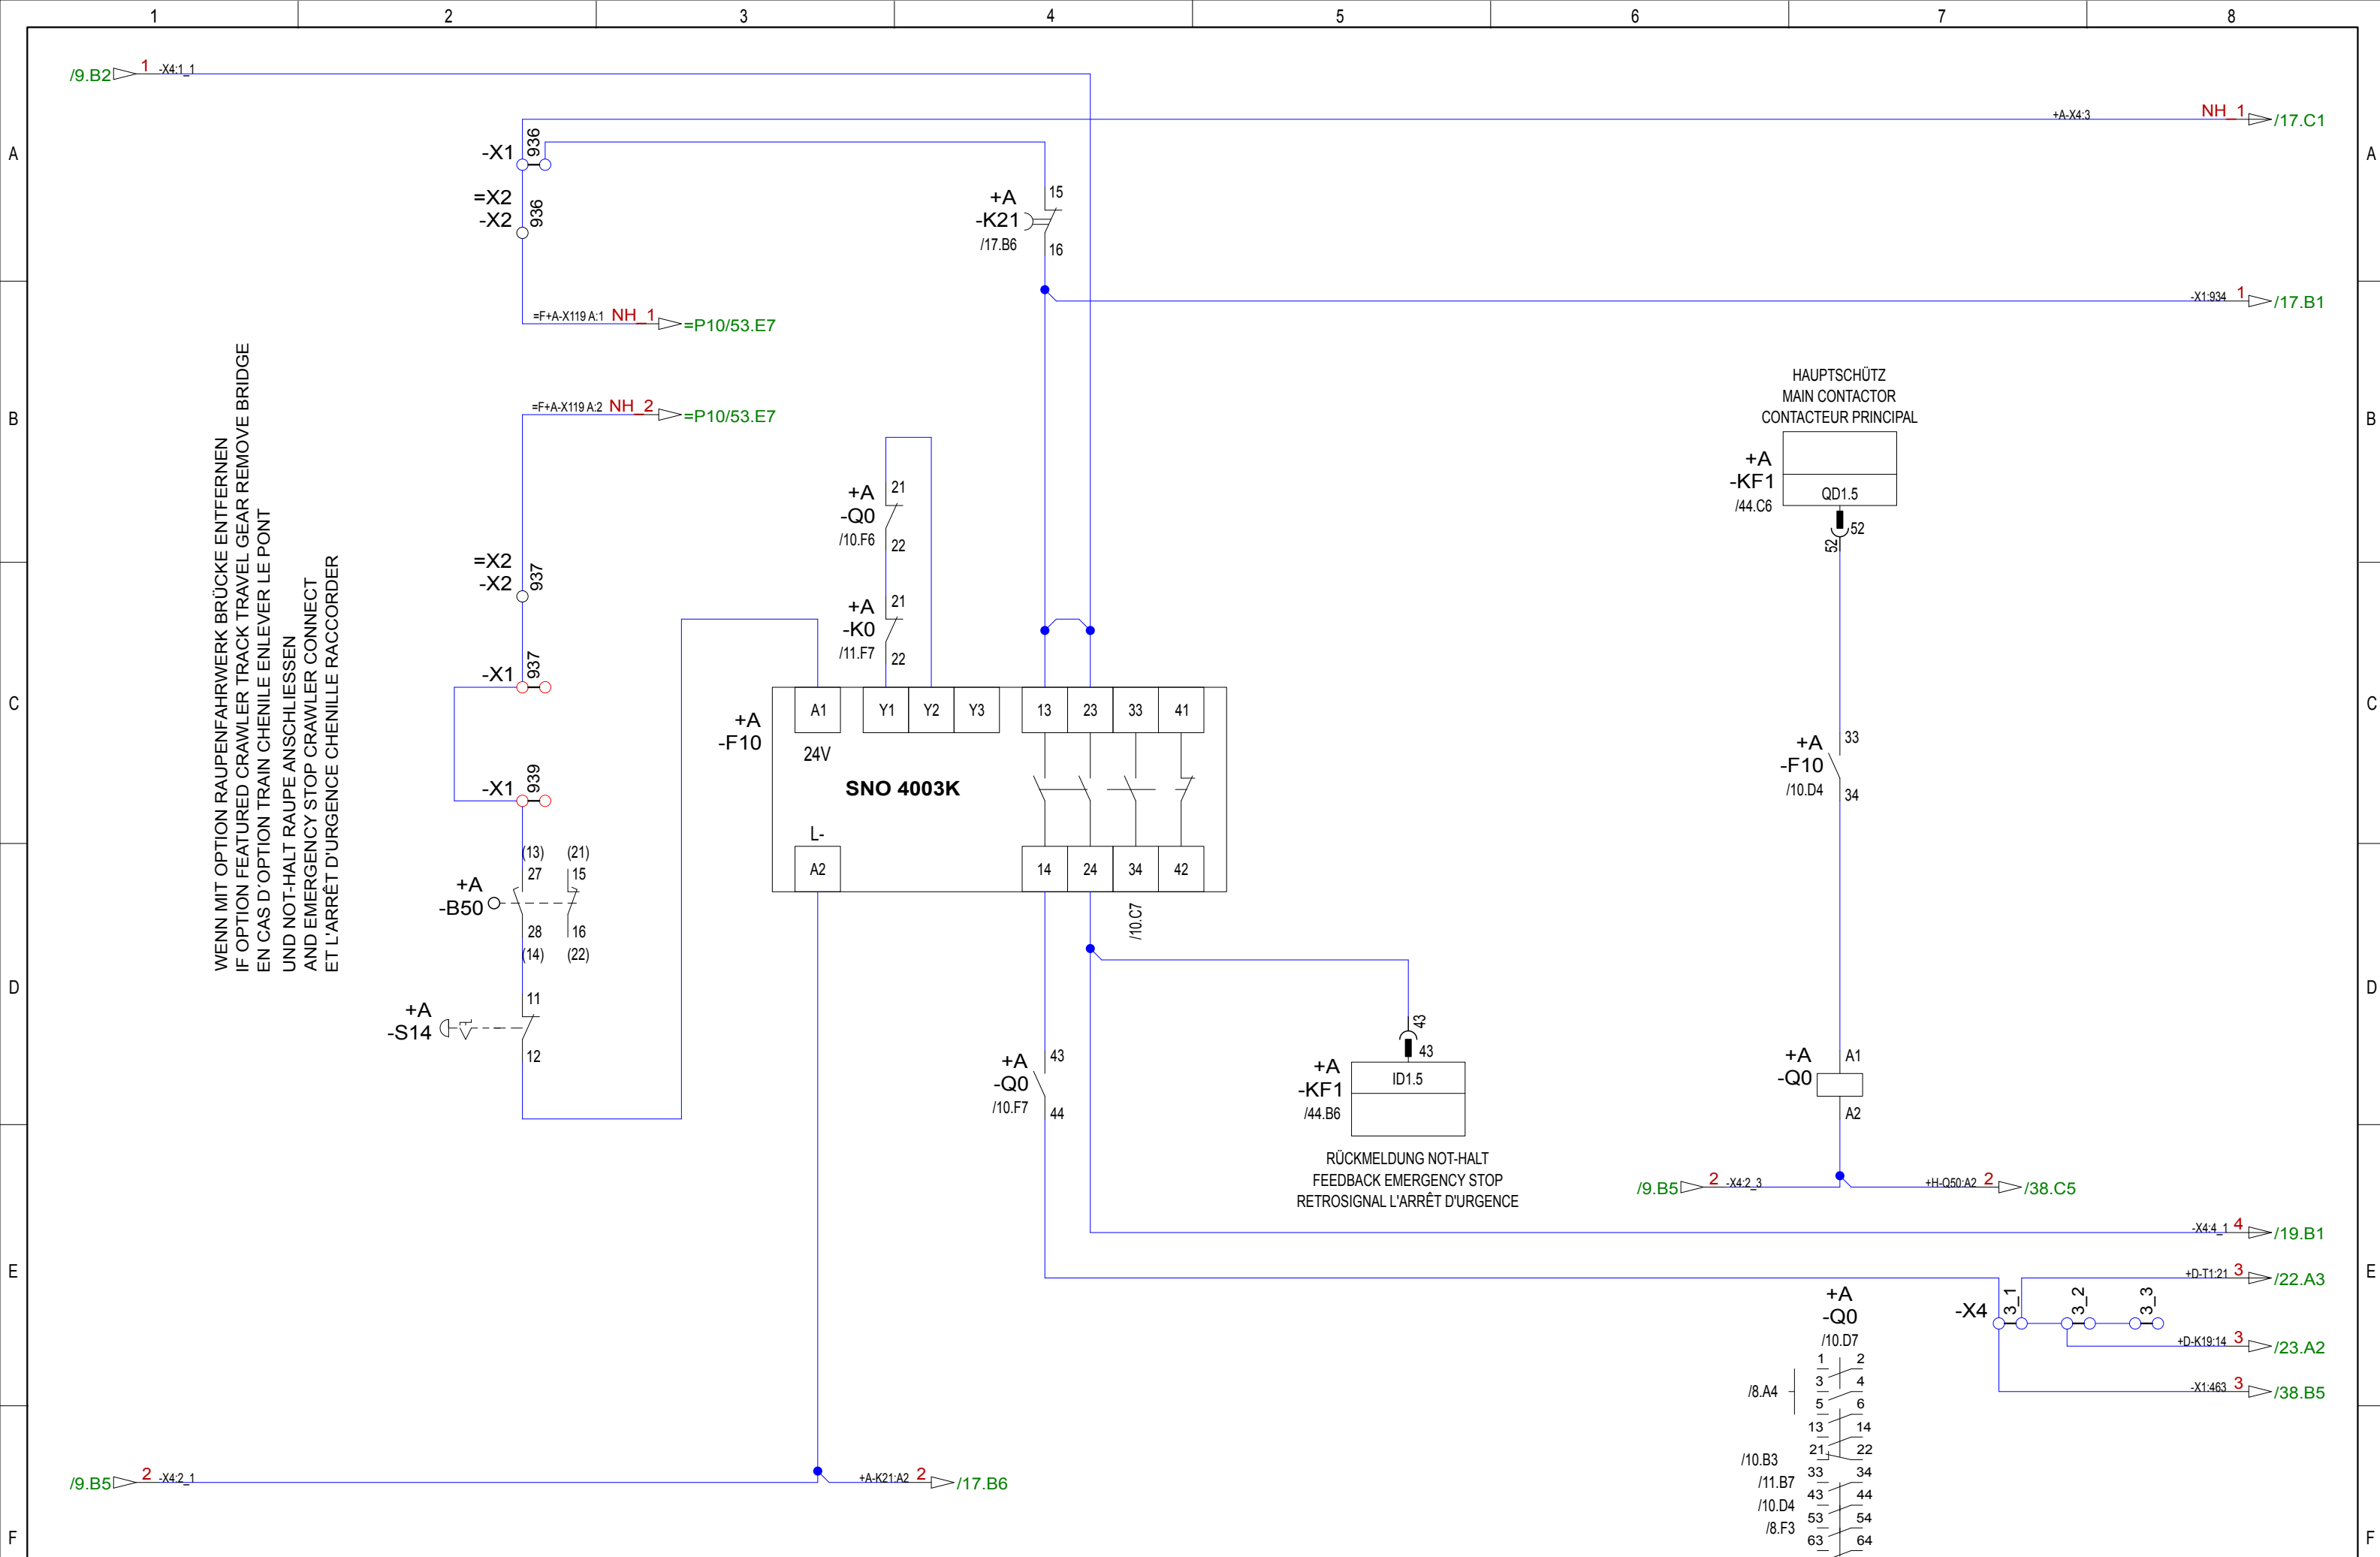 1 2 3 4 5 6 7 8
/9.B2 1 -X4:1_1
+A-X4:3 NH_1 /17.C1
A A
-X1 936
=X2
-X2 936
+A
-K21
/17.B6
15
16
=F+A-X119 A:1 NH_1 =P10/53.E7
-X1:934 1 /17.B1
B B
=F+A-X119 A:2 NH_2 =P10/53.E7
WENN MIT OPTION RAUPENFAHRWERK BRÜCKE ENTFERNEN
IF OPTION FEATURED CRAWLER TRACK TRAVEL GEAR REMOVE BRIDGE
EN CAS D´OPTION TRAIN CHENILE ENLEVER LE PONT
UND NOT-HALT RAUPE ANSCHLIESSEN
AND EMERGENCY STOP CRAWLER CONNECT
ET L'ARRÊT D'URGENCE CHENILLE RACCORDER
HAUPTSCHÜTZ
MAIN CONTACTOR
CONTACTEUR PRINCIPAL
+A
-KF1
/44.C6
QD1.5
52
52
+A
-Q0
/10.F6
21
22
+A
-K0
/11.F7
21
22
=X2
-X2 937
-X1 937
C C
+A
-F10
A1 Y1 Y2 Y3 13 23 33 41
24V
SNO 4003K
L-
A2 14 24 34 42
/10.C7
+A
-F10
/10.D4
33
34
-X1 939
+A
-B50
(13) (21)
27 15
28 16
(14) (22)
D D
+A
-S14
11
12
+A
-Q0
/10.F7
43
44
43
43
+A
-KF1
/44.B6
ID1.5
RÜCKMELDUNG NOT-HALT
FEEDBACK EMERGENCY STOP
RETROSIGNAL L'ARRÊT D'URGENCE
+A
-Q0
A1
A2
/9.B5 2 -X4:2_3
+H-Q50:A2 2 /38.C5
-X4:4_1 4 /19.B1
E E
+D-T1:21 3 /22.A3
-X4 3_1 3_2 3_3
+D-K19:14 3 /23.A2
-X1:463 3 /38.B5
+A
-Q0
/10.D7
1 2
/8.A4 3 4
5 6
13 14
/10.B3 21 22
/11.B7 33 34
/10.D4 43 44
/8.F3 53 54
63 64
/9.B5 2 -X4:2_1
+A-K21:A2 2 /17.B6
F F